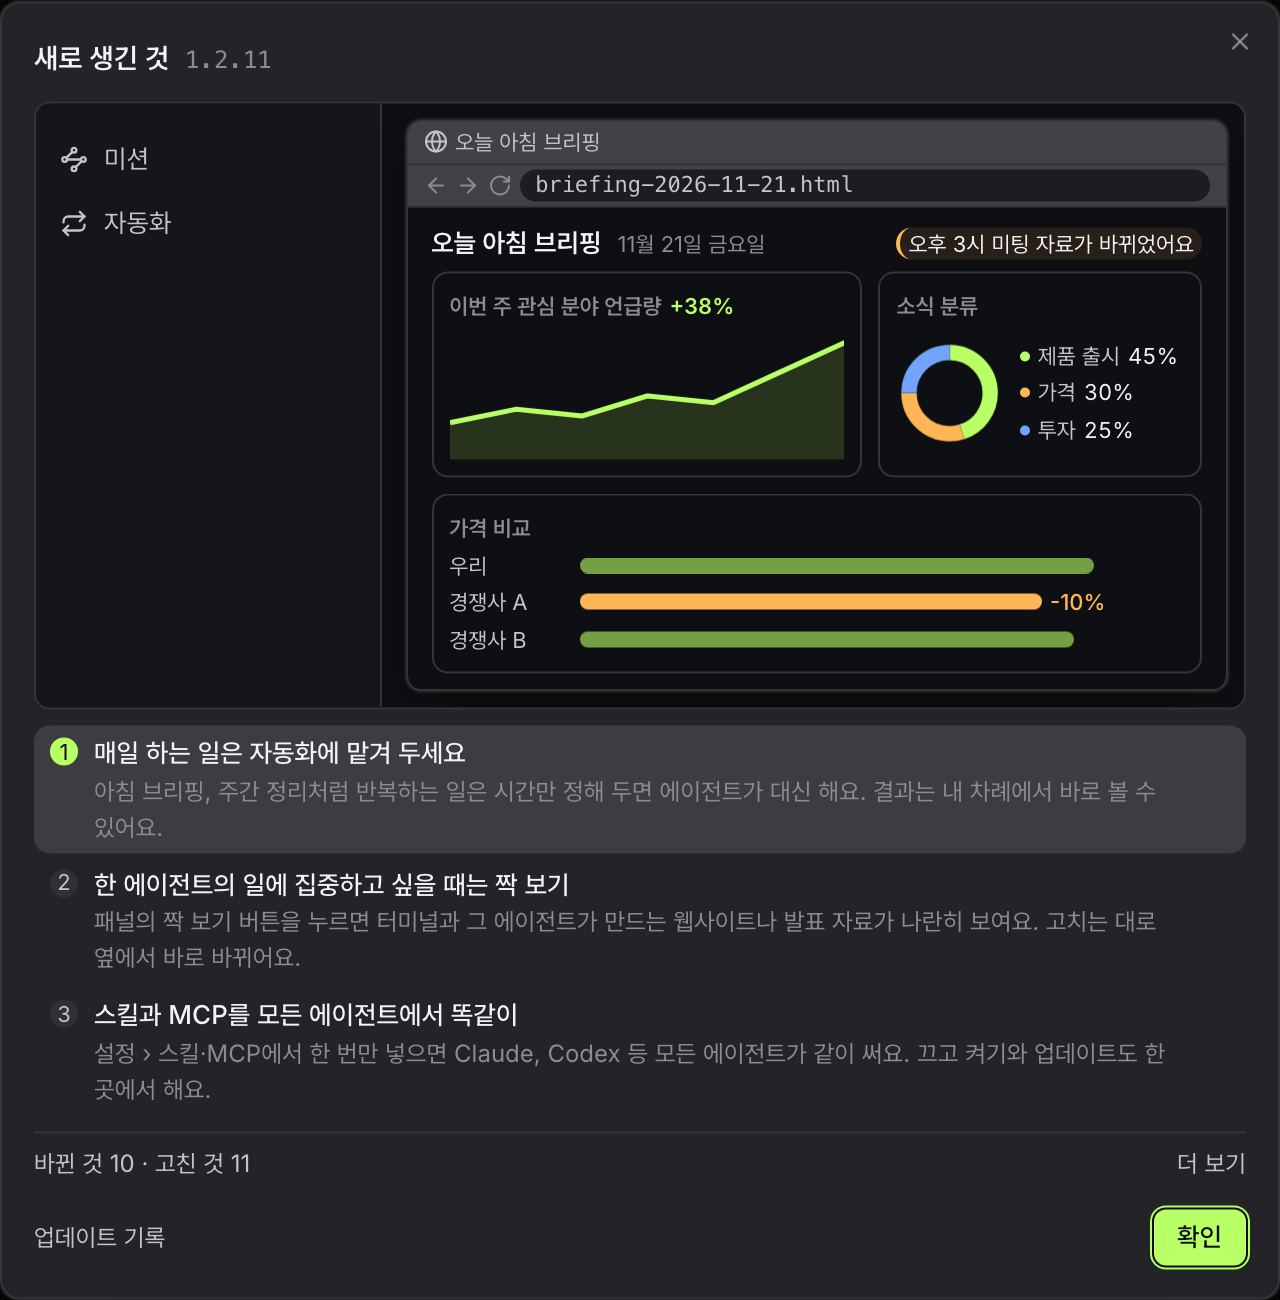 새로 생긴 것 1.2.11
미션
자동화
오늘 아침 브리핑
briefing-2026-11-21.html
오늘 아침 브리핑 11월 21일 금요일
오후 3시 미팅 자료가 바뀌었어요
이번 주 관심 분야 언급량 +38%
소식 분류
제품 출시 45%
가격 30%
투자 25%
가격 비교
우리
경쟁사 A -10%
경쟁사 B
1 매일 하는 일은 자동화에 맡겨 두세요
아침 브리핑, 주간 정리처럼 반복하는 일은 시간만 정해 두면 에이전트가 대신 해요. 결과는 내 차례에서 바로 볼 수
있어요.
2 한 에이전트의 일에 집중하고 싶을 때는 짝 보기
패널의 짝 보기 버튼을 누르면 터미널과 그 에이전트가 만드는 웹사이트나 발표 자료가 나란히 보여요. 고치는 대로
옆에서 바로 바뀌어요.
3 스킬과 MCP를 모든 에이전트에서 똑같이
설정 › 스킬·MCP에서 한 번만 넣으면 Claude, Codex 등 모든 에이전트가 같이 써요. 끄고 켜기와 업데이트도 한
곳에서 해요.
바뀐 것 10 · 고친 것 11
더 보기
업데이트 기록
확인